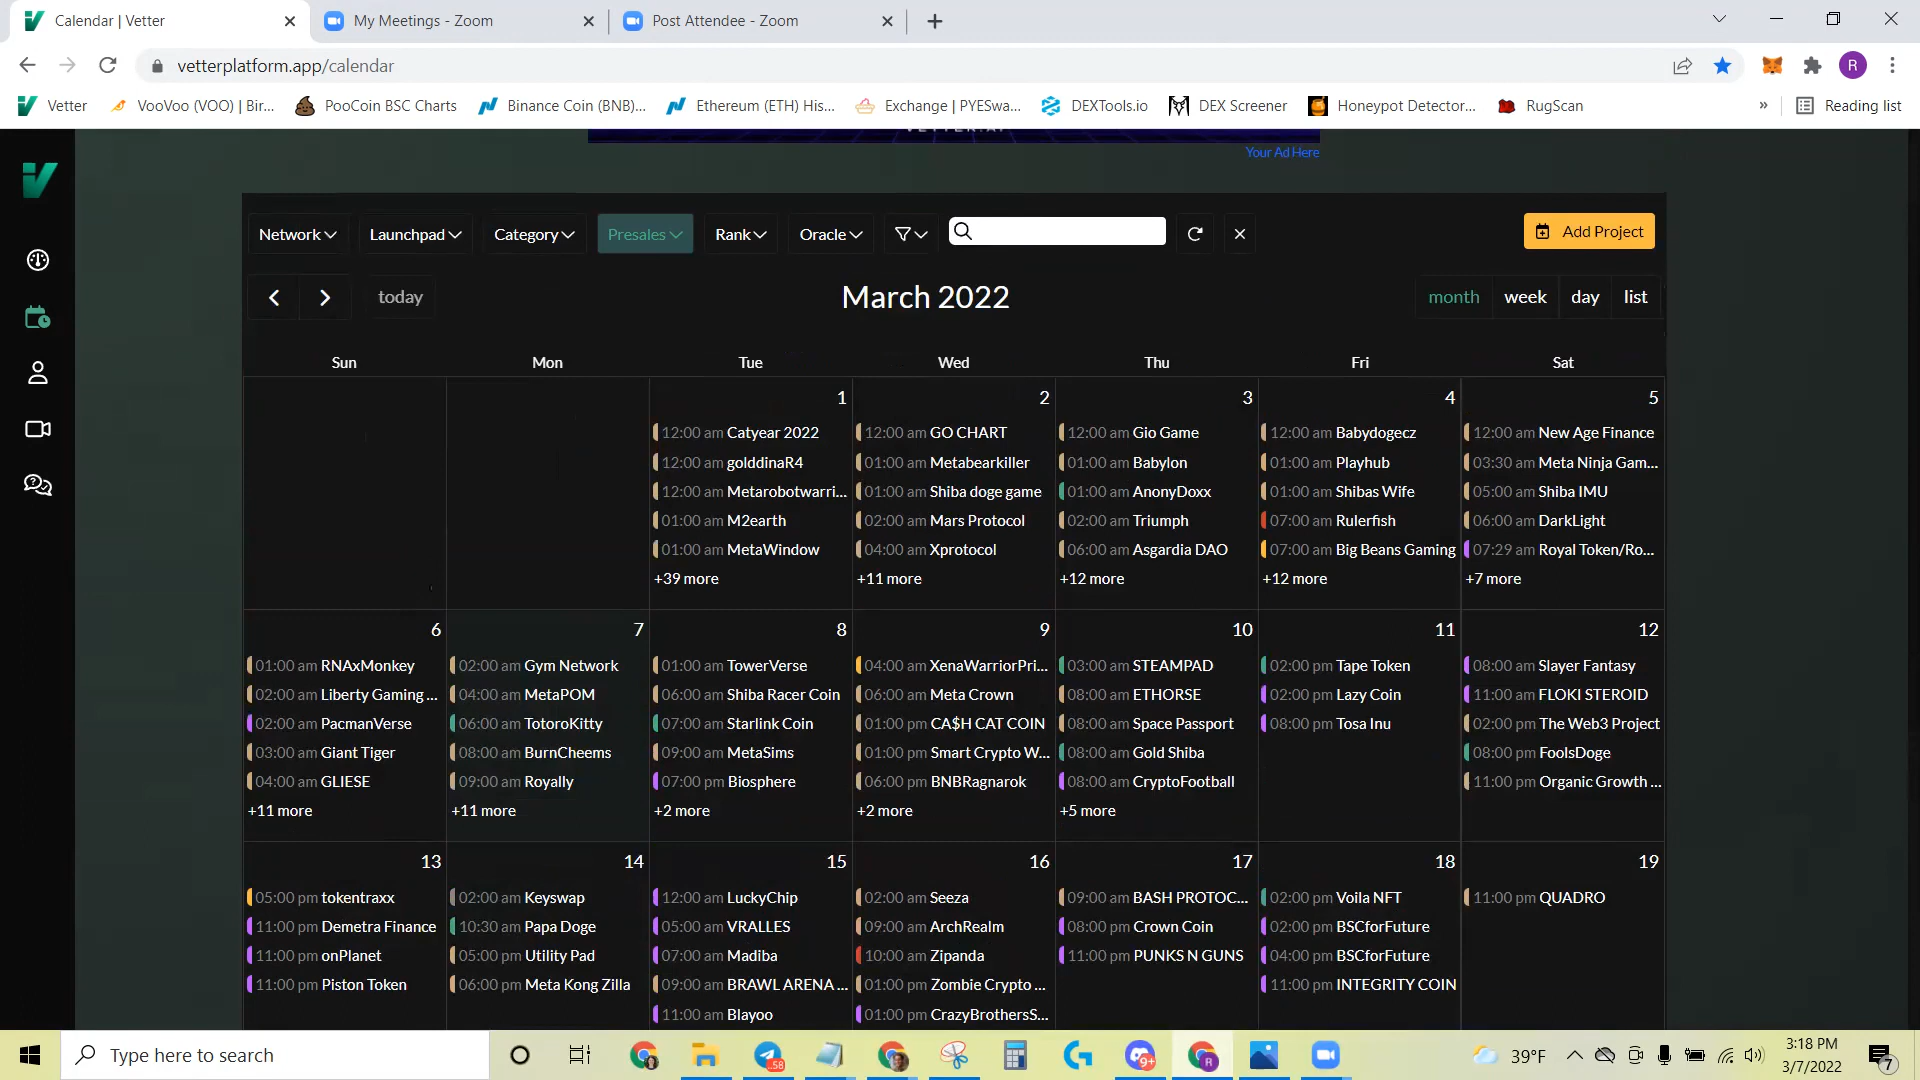 Calendar | Vetter
My Meetings - Zoom
Post Attendee - Zoom
vetterplatform.app/calendar
R
Vetter
VooVoo (VOO) | Bir...
PooCoin BSC Charts
Binance Coin (BNB)...
Ethereum (ETH) His...
Exchange | PYESwa...
DEXTools.io
DEX Screener
Honeypot Detector...
RugScan
»
Reading list
Your Ad Here
Network
Launchpad
Category
Presales
Rank
Oracle
Add Project
today
March 2022
month
week
day
list
Sun Mon Tue Wed Thu Fri Sat
1
12:00 am Catyear 2022
12:00 am golddinaR4
12:00 am Metarobotwarri...
01:00 am M2earth
01:00 am MetaWindow
+39 more
2
12:00 am GO CHART
01:00 am Metabearkiller
01:00 am Shiba doge game
02:00 am Mars Protocol
04:00 am Xprotocol
+11 more
3
12:00 am Gio Game
01:00 am Babylon
01:00 am AnonyDoxx
02:00 am Triumph
06:00 am Asgardia DAO
+12 more
4
12:00 am Babydogecz
01:00 am Playhub
01:00 am Shibas Wife
07:00 am Rulerfish
07:00 am Big Beans Gaming
+12 more
5
12:00 am New Age Finance
03:30 am Meta Ninja Gam...
05:00 am Shiba IMU
06:00 am DarkLight
07:29 am Royal Token/Ro...
+7 more
6
01:00 am RNAxMonkey
02:00 am Liberty Gaming ...
02:00 am PacmanVerse
03:00 am Giant Tiger
04:00 am GLIESE
+11 more
7
02:00 am Gym Network
04:00 am MetaPOM
06:00 am TotoroKitty
08:00 am BurnCheems
09:00 am Royally
+11 more
8
01:00 am TowerVerse
06:00 am Shiba Racer Coin
07:00 am Starlink Coin
09:00 am MetaSims
07:00 pm Biosphere
+2 more
9
04:00 am XenaWarriorPri...
06:00 am Meta Crown
01:00 pm CA$H CAT COIN
01:00 pm Smart Crypto W...
06:00 pm BNBRagnarok
+2 more
10
03:00 am STEAMPAD
08:00 am ETHORSE
08:00 am Space Passport
08:00 am Gold Shiba
08:00 am CryptoFootball
+5 more
11
02:00 pm Tape Token
02:00 pm Lazy Coin
08:00 pm Tosa Inu
12
08:00 am Slayer Fantasy
11:00 am FLOKI STEROID
02:00 pm The Web3 Project
08:00 pm FoolsDoge
11:00 pm Organic Growth ...
13
05:00 pm tokentraxx
11:00 pm Demetra Finance
11:00 pm onPlanet
11:00 pm Piston Token
14
02:00 am Keyswap
10:30 am Papa Doge
05:00 pm Utility Pad
06:00 pm Meta Kong Zilla
15
12:00 am LuckyChip
05:00 am VRALLES
07:00 am Madiba
09:00 am BRAWL ARENA ...
11:00 am Blayoo
16
02:00 am Seeza
09:00 am ArchRealm
10:00 am Zipanda
01:00 pm Zombie Crypto ...
01:00 pm CrazyBrothersS...
17
09:00 am BASH PROTOC...
08:00 pm Crown Coin
11:00 pm PUNKS N GUNS
18
02:00 pm Voila NFT
02:00 pm BSCforFuture
04:00 pm BSCforFuture
11:00 pm INTEGRITY COIN
19
11:00 pm QUADRO
Type here to search
39°F
3:18 PM
3/7/2022
7